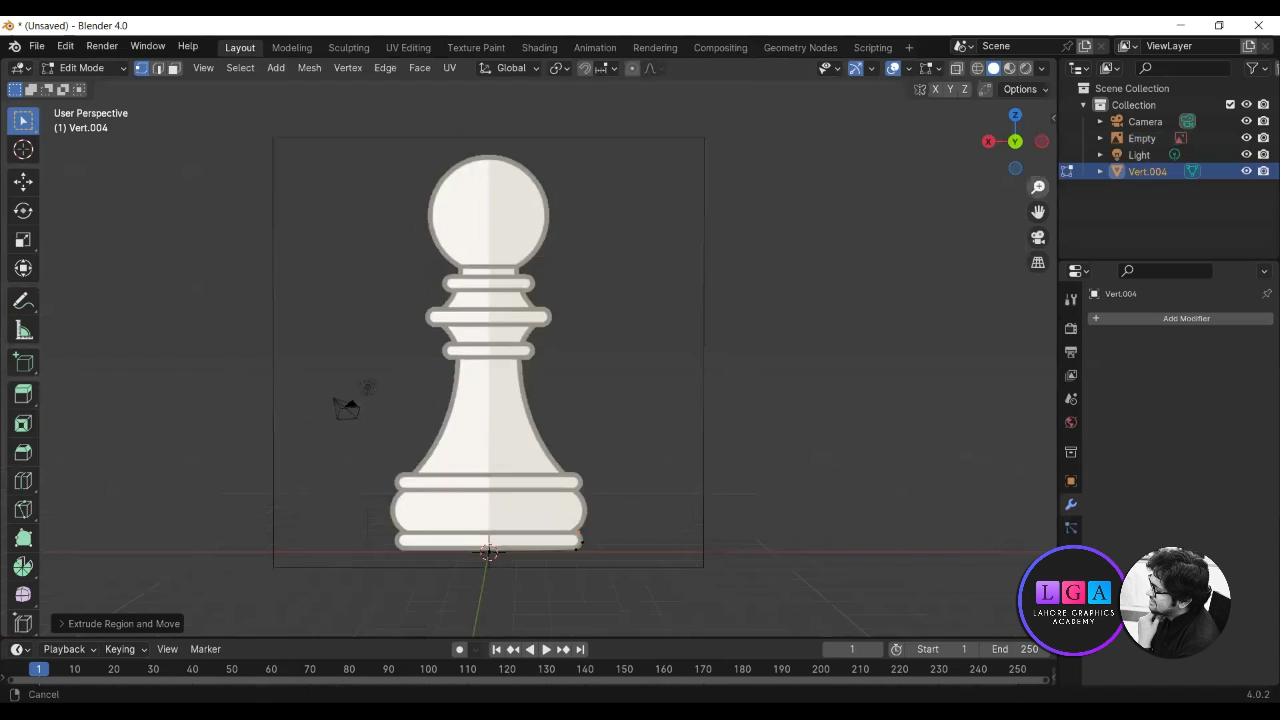 * (Unsaved) - Blender 4.0
File Edit Render Window Help Layout Modeling Sculpting UV Editing Texture Paint Shading Animation Rendering Compositing Geometry Nodes Scripting Scene ViewLayer
Edit Mode View Select Add Mesh Vertex Edge Face UV Global
X Y Z Options
User Perspective
(1) Vert.004
Z
X Y
Scene Collection
Collection
Camera
Empty
Light
Vert.004
Vert.004
Add Modifier
Extrude Region and Move
L G A
LAHORE GRAPHICS
ACADEMY
Playback Keying View Marker 1 Start 1 End 250
1 10 20 30 40 50 60 70 80 90 100 110 120 130 140 150 160 170 180 190 200 210 220 230 240 250
Cancel 4.0.2